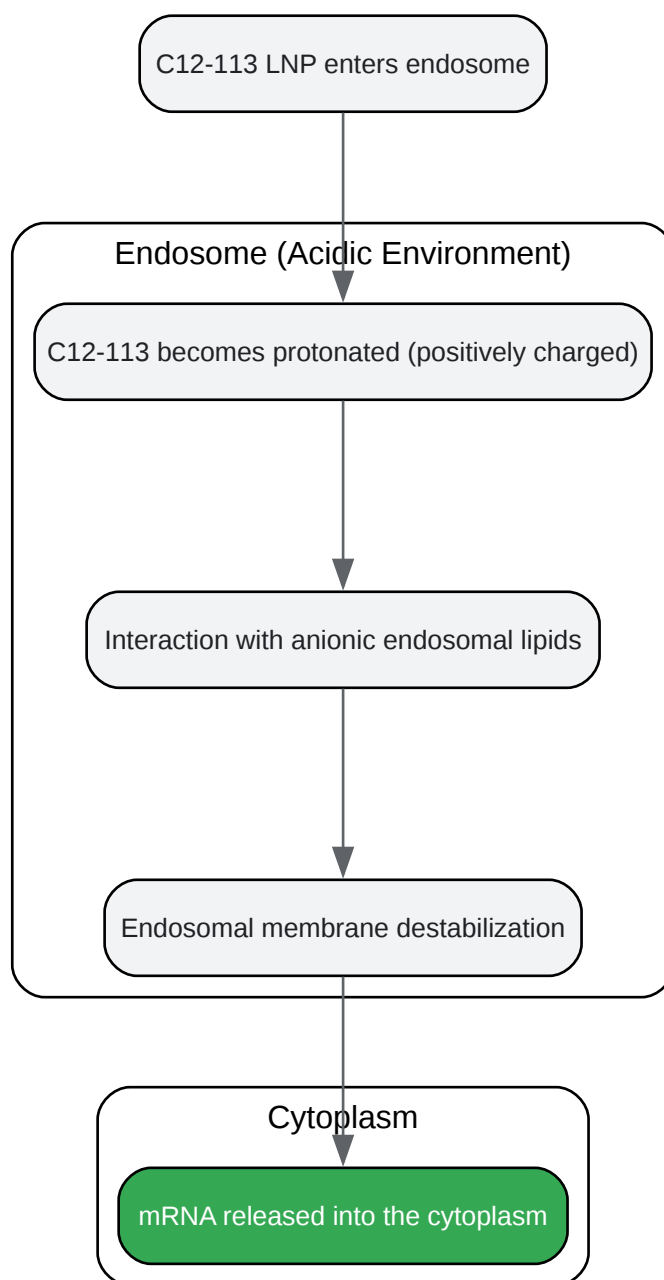 C12-113 LNP enters endosome
Endosome (Acidic Environment)
C12-113 becomes protonated (positively charged)
Interaction with anionic endosomal lipids
Endosomal membrane destabilization
Cytoplasm
mRNA released into the cytoplasm